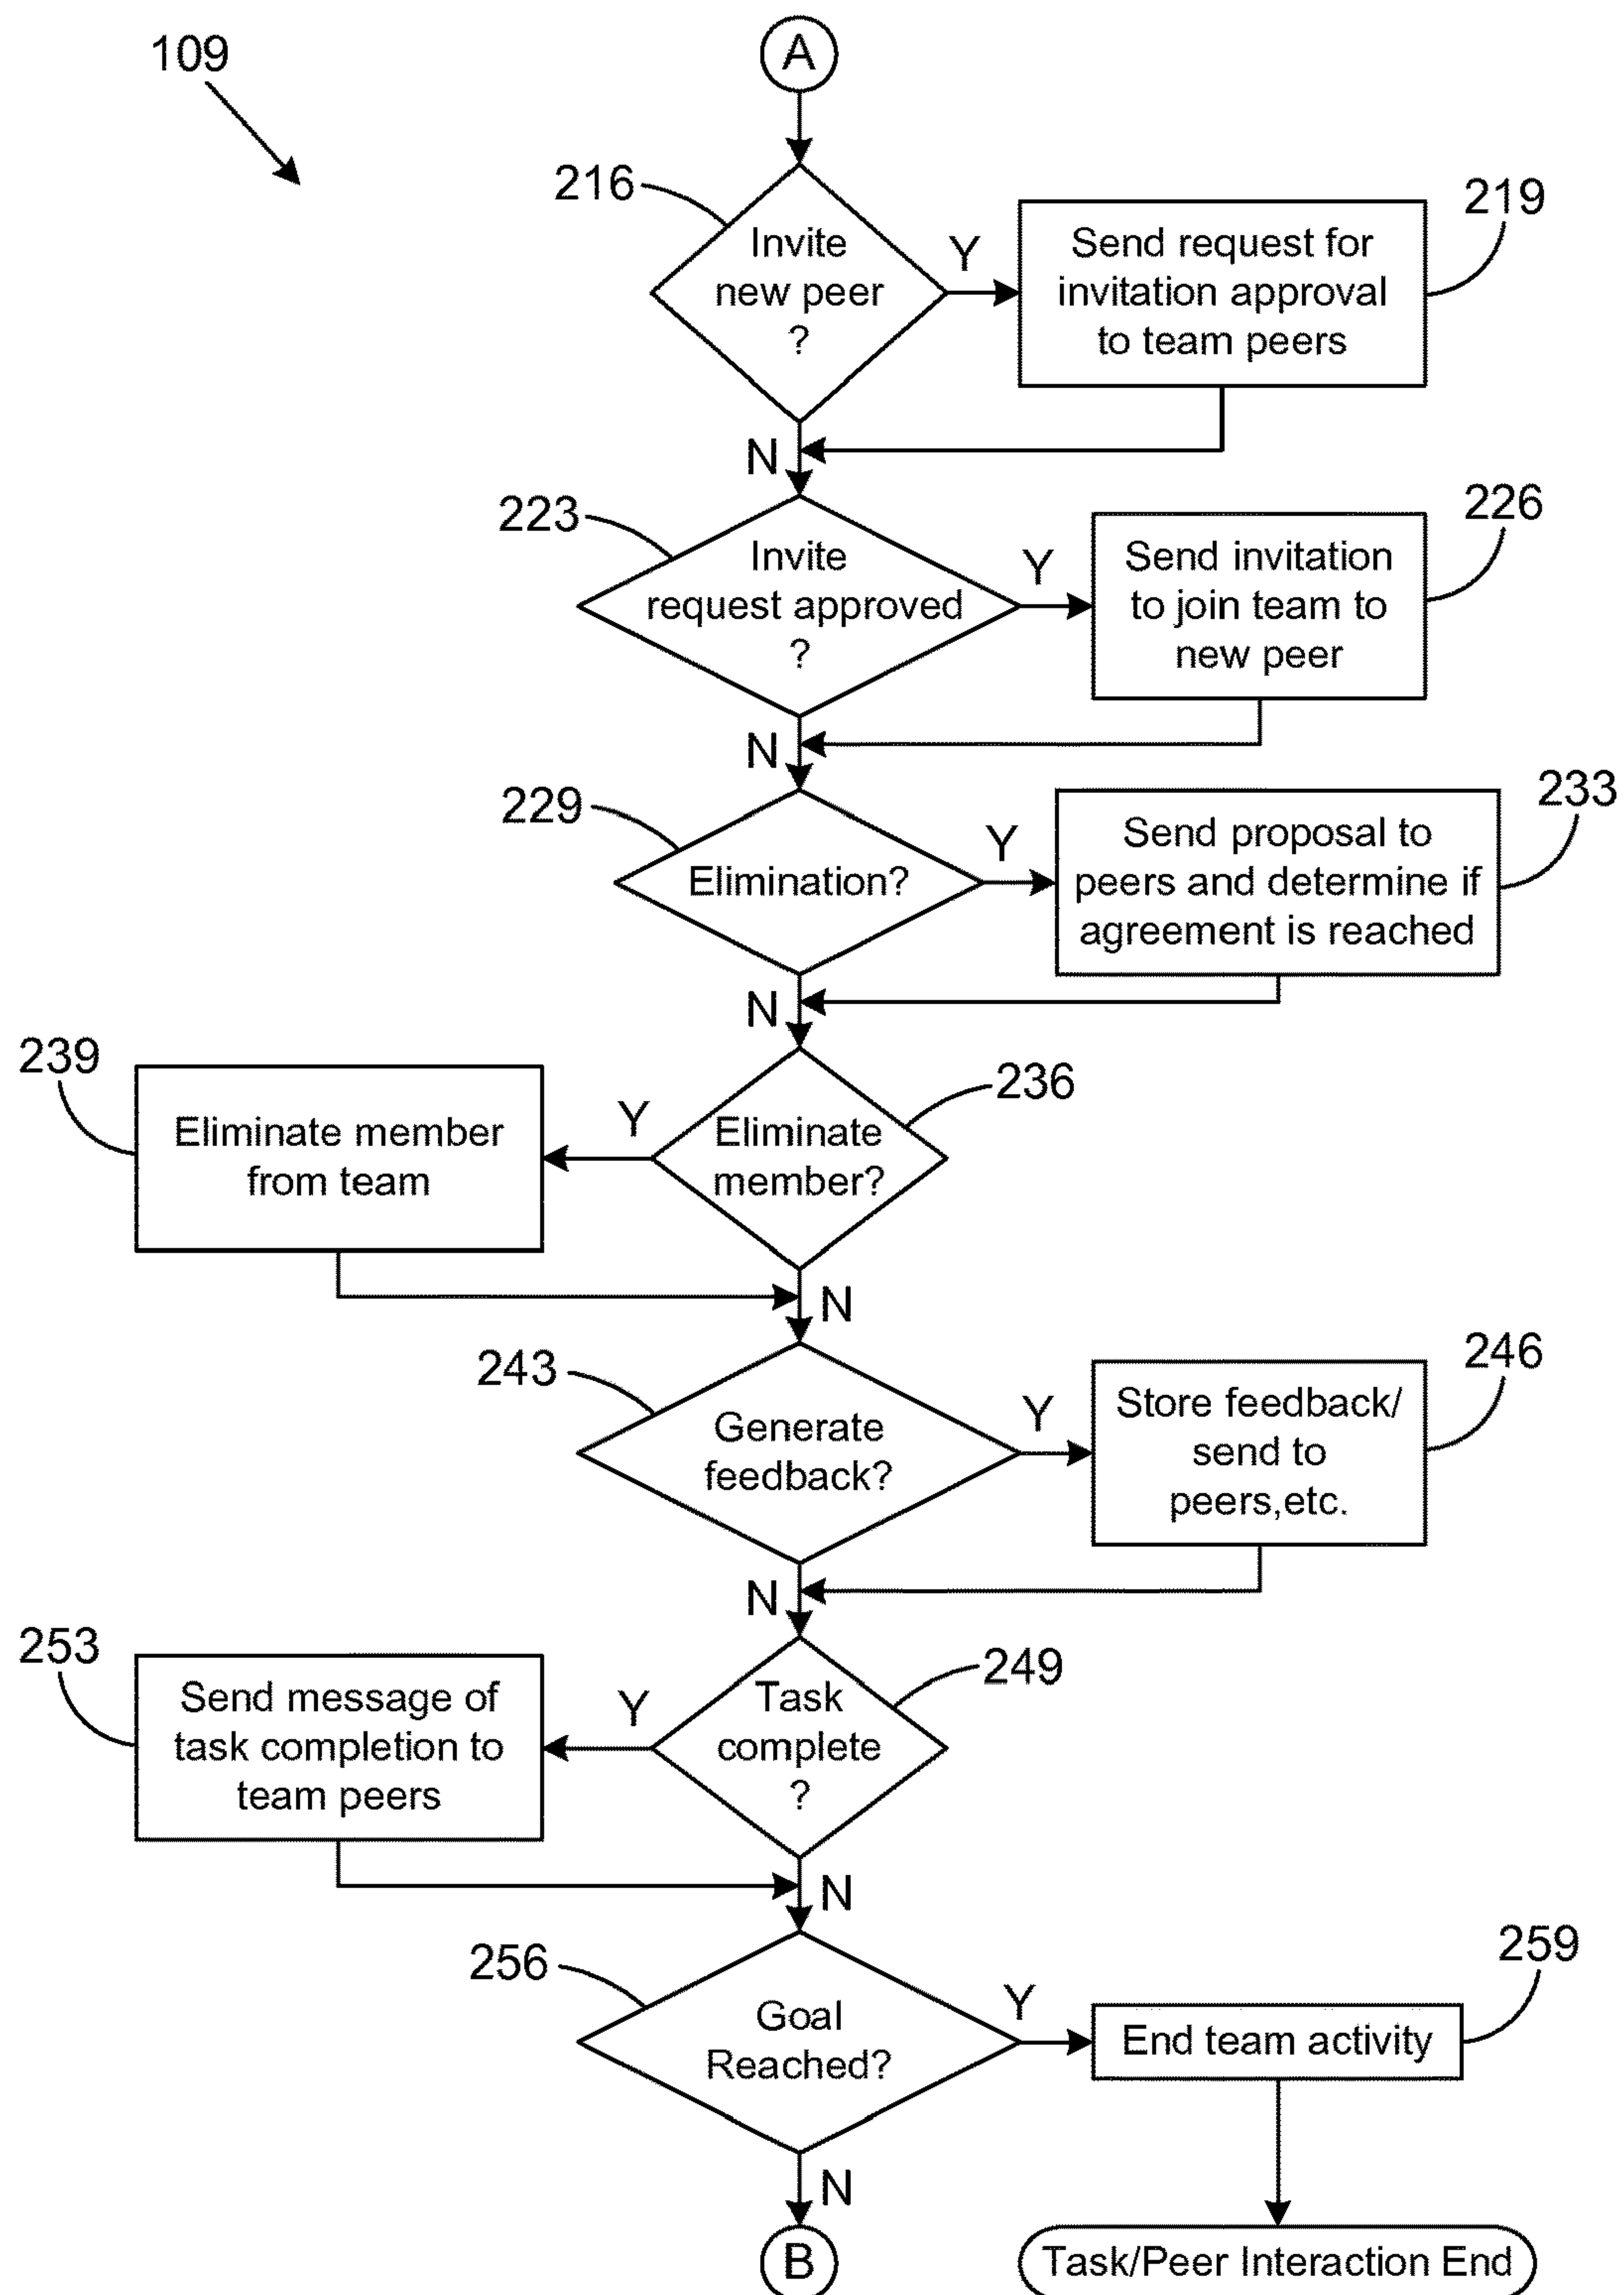 109
A
216
Invite
new peer
?
Y
Send request for
invitation approval
to team peers
219
N
223
Invite
request approved
?
Y
Send invitation
to join team to
new peer
226
N
229
Elimination?
Y
Send proposal to
peers and determine if
agreement is reached
233
N
239
Eliminate member
from team
Y
Eliminate
member?
236
N
243
Generate
feedback?
Y
Store feedback/
send to
peers,etc.
246
N
253
Send message of
task completion to
team peers
Y
Task
complete
?
249
N
256
Goal
Reached?
Y
End team activity
259
N
B
Task/Peer Interaction End